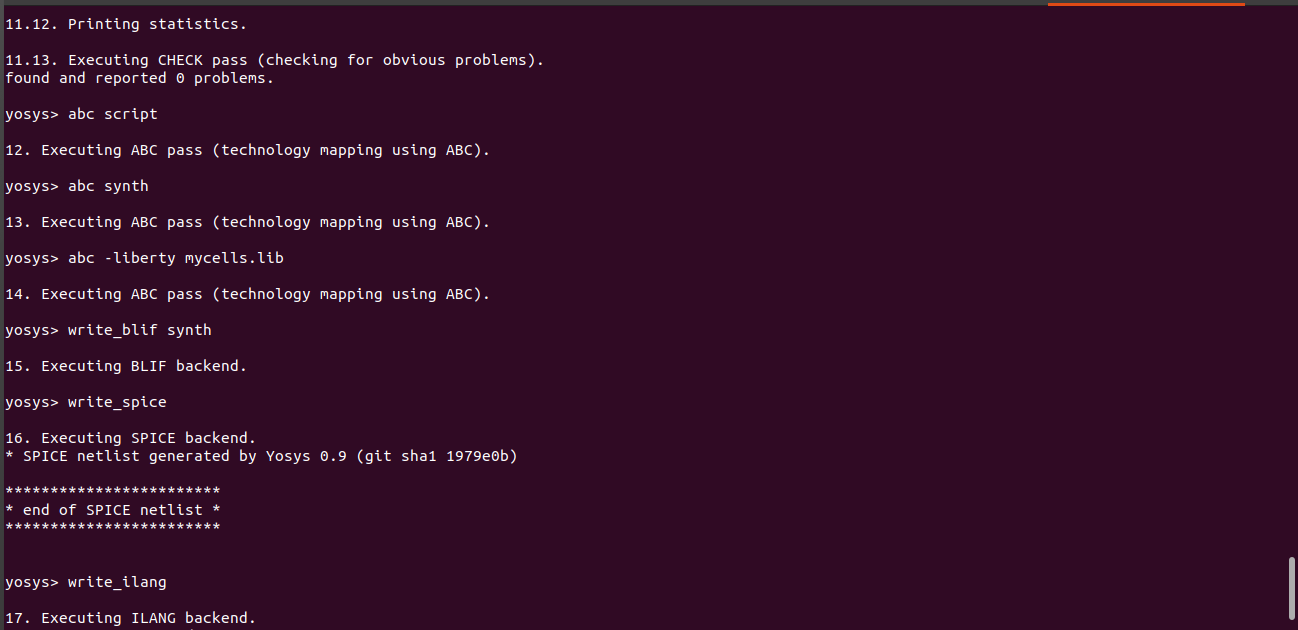 11.12. Printing statistics.
11.13. Executing CHECK pass (checking for obvious problems).
found and reported 0 problems.
yosys> abc script
12. Executing ABC pass (technology mapping using ABC).
yosys> abc synth
13. Executing ABC pass (technology mapping using ABC).
yosys> abc -liberty mycells.lib
14. Executing ABC pass (technology mapping using ABC).
yosys> write_blif synth
15. Executing BLIF backend.
yosys> write_spice
16. Executing SPICE backend.
* SPICE netlist generated by Yosys 0.9 (git sha1 1979e0b)
************************
* end of SPICE netlist *
************************
yosys> write_ilang
17. Executing ILANG backend.